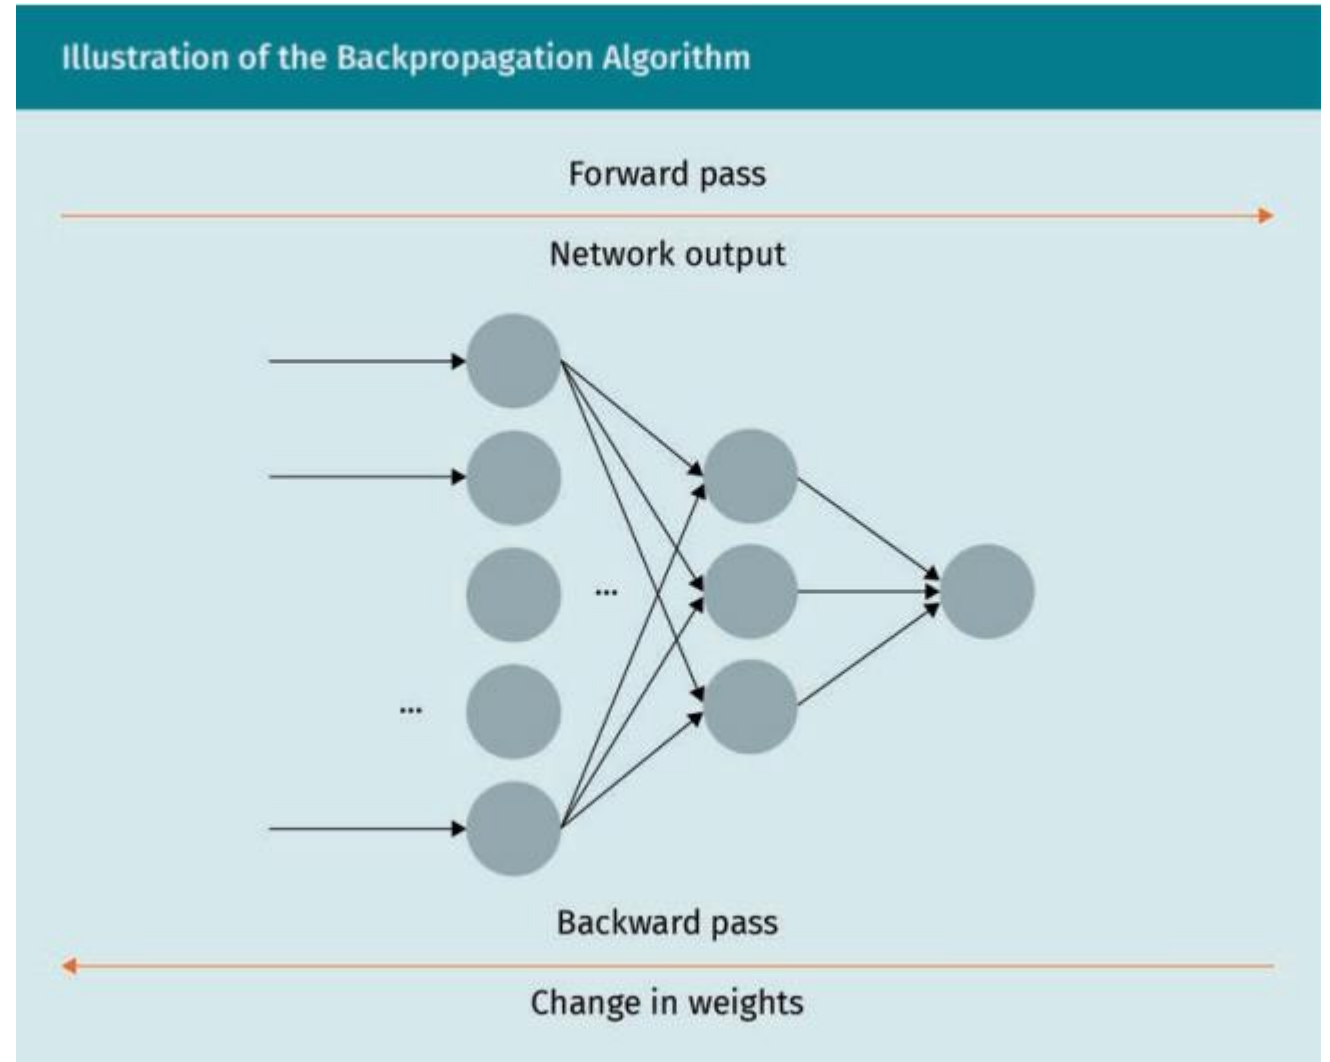 Illustration of the Backpropagation Algorithm
Forward pass
Network output
...
...
Backward pass
Change in weights